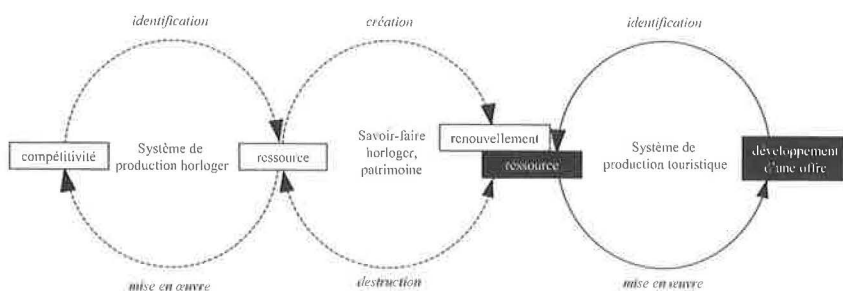 identification
création
identification
compétitivité
Système de
production horloger
ressource
Savoir-faire
horloger,
patrimoine
renouvellement
ressource
Système de
production touristique
développement
d'une offre
mise en œuvre
destruction
mise en œuvre